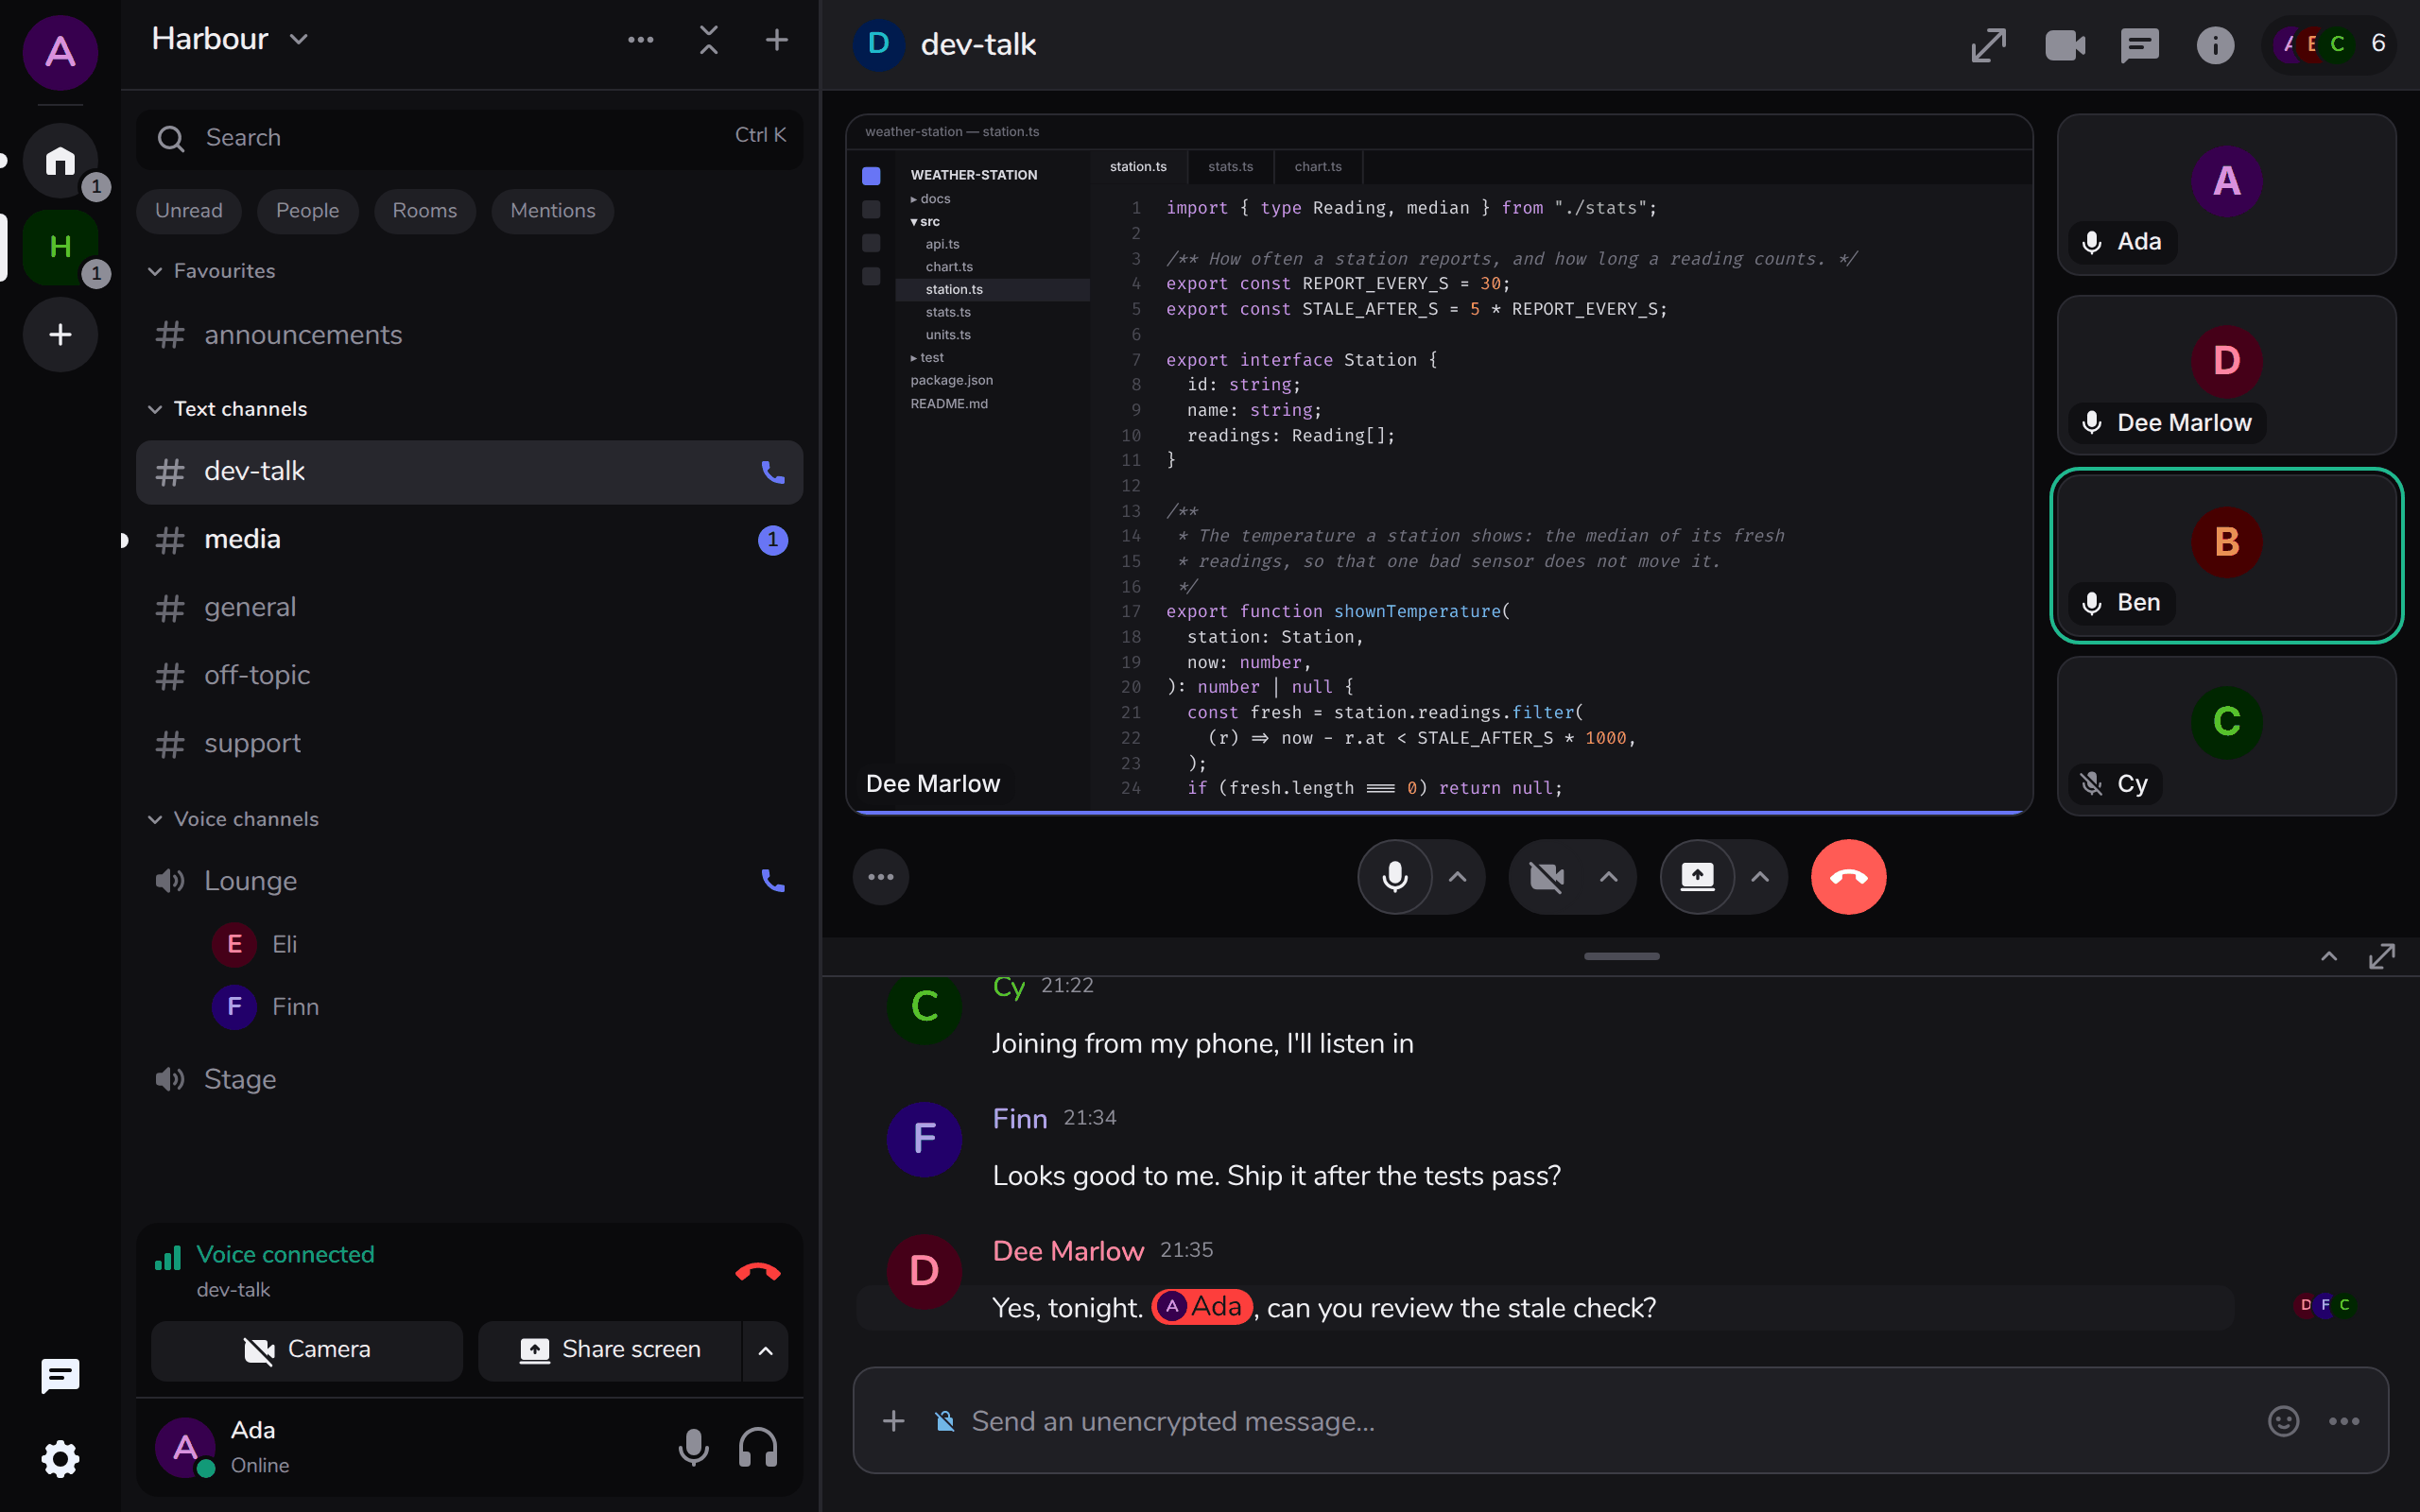 A
1
H
1
Harbour
Search
Ctrl K
Unread
People
Rooms
Mentions
Favourites
announcements
Text channels
dev-talk
media
1
general
off-topic
support
Voice channels
Lounge
E
Eli
F
Finn
Stage
Voice connected
dev-talk
Camera
Share screen
A
Ada
Online
D
dev-talk
C
6
weather-station — station.ts
WEATHER-STATION
docs
src
api.ts
chart.ts
station.ts
stats.ts
units.ts
test
package.json
README.md
station.ts
stats.ts
chart.ts
1 import { type Reading, median } from "./stats";
2
3 /** How often a station reports, and how long a reading counts. */
4 export const REPORT_EVERY_S = 30;
5 export const STALE_AFTER_S = 5 * REPORT_EVERY_S;
6
7 export interface Station {
8 id: string;
9 name: string;
10 readings: Reading[];
11 }
12
13 /**
14 * The temperature a station shows: the median of its fresh
15 * readings, so that one bad sensor does not move it.
16 */
17 export function shownTemperature(
18 station: Station,
19 now: number,
20 ): number | null {
21 const fresh = station.readings.filter(
22 (r) => now - r.at < STALE_AFTER_S * 1000,
23 );
24 if (fresh.length === 0) return null;
Dee Marlow
A
Ada
D
Dee Marlow
B
Ben
C
Cy
C
Cy 21:22
Joining from my phone, I'll listen in
F
Finn 21:34
Looks good to me. Ship it after the tests pass?
D
Dee Marlow 21:35
Yes, tonight. A Ada, can you review the stale check?
D F C
Send an unencrypted message...